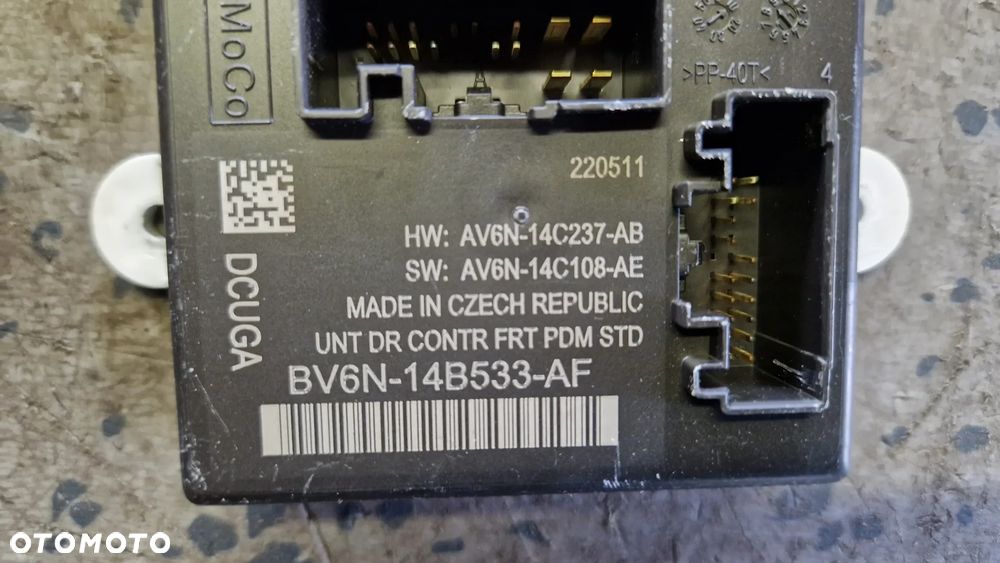 MoCo
>PP-40T<
4
220511
HW: AV6N-14C237-AB
SW: AV6N-14C108-AE
MADE IN CZECH REPUBLIC
UNT DR CONTR FRT PDM STD
BV6N-14B533-AF
DCUGA
OTOMOTO